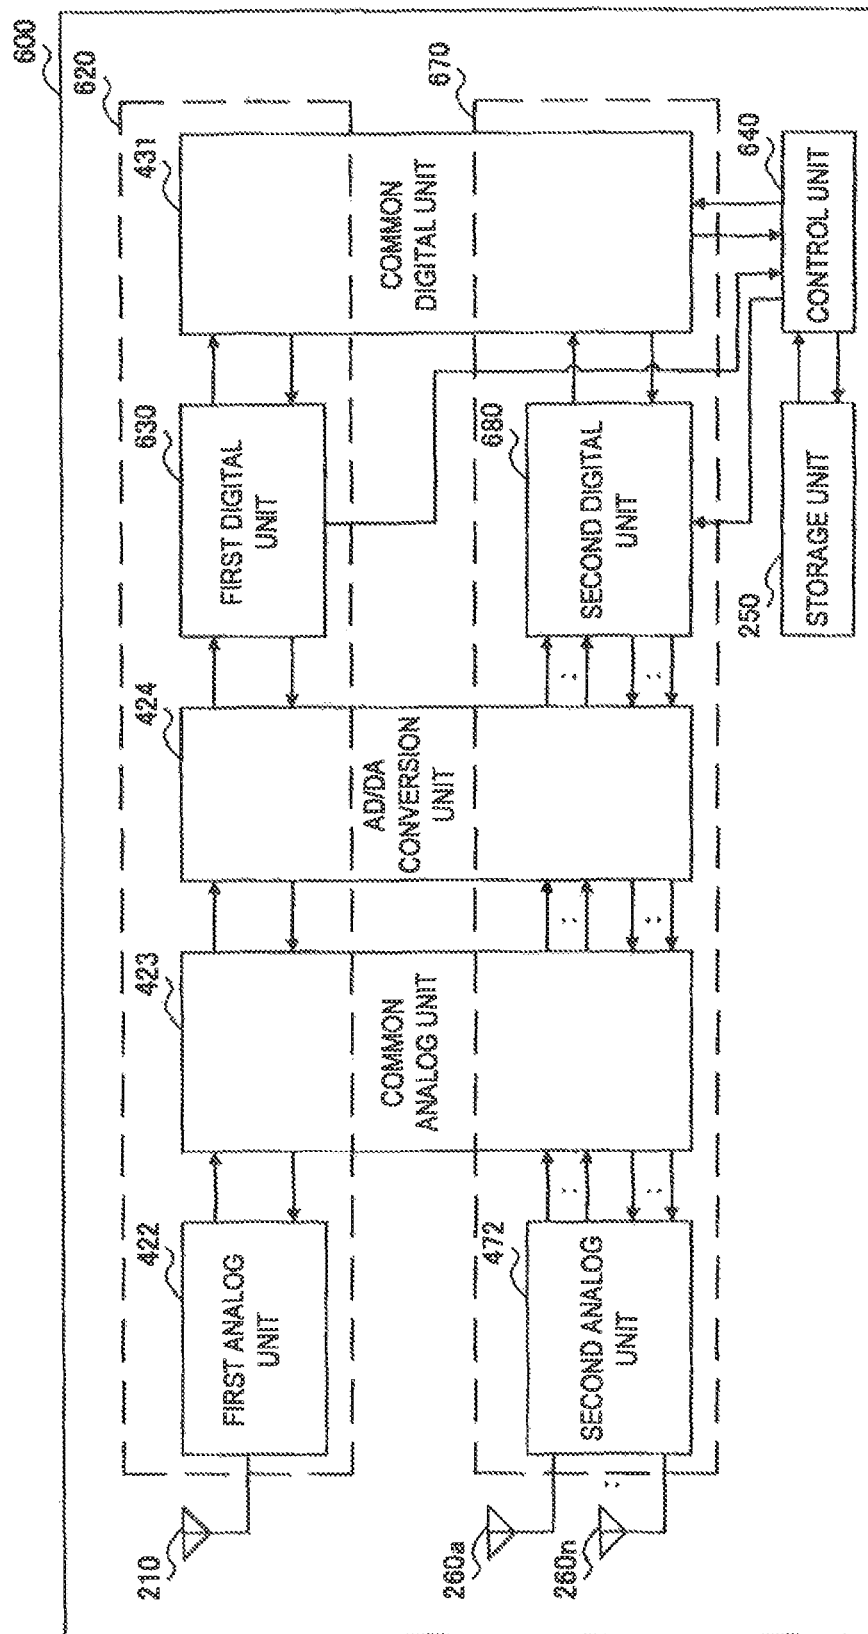 600
620
210
422
FIRST ANALOG
UNIT
423
COMMON
ANALOG UNIT
424
AD/DA
CONVERSION
UNIT
630
FIRST DIGITAL
UNIT
431
COMMON
DIGITAL UNIT
670
260a
260n
472
SECOND ANALOG
UNIT
680
SECOND DIGITAL
UNIT
250
STORAGE UNIT
640
CONTROL UNIT